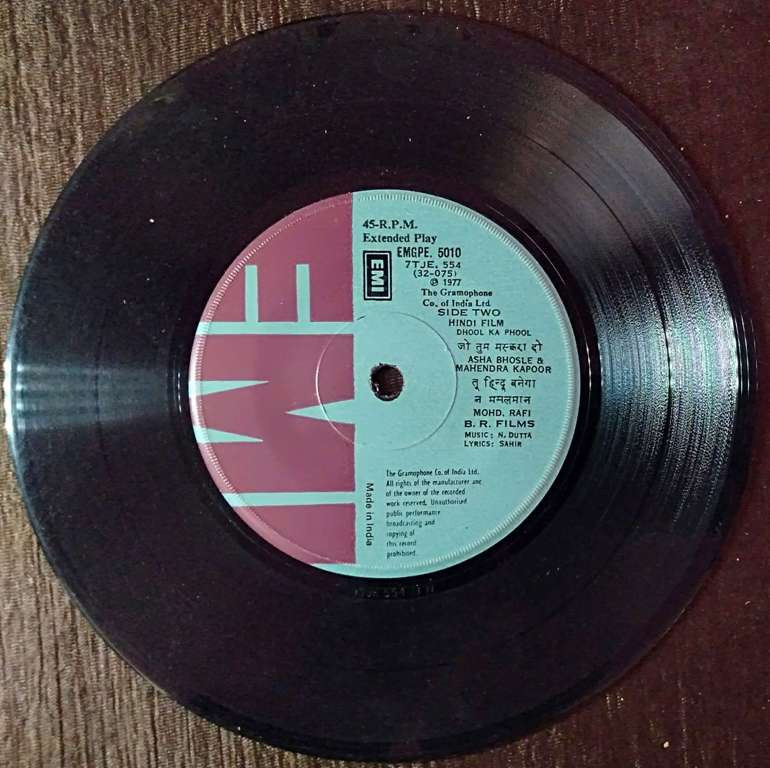 45-R.P.M.
Extended Play
EMGPE. 5010
7TJE. 554
(32-075)
EMI
℗ 1977
The Gramophone
Co. of India Ltd
SIDE TWO
HINDI FILM
DHOOL KA PHOOL
जो तुम मस्करा दो
ASHA BHOSLE &
MAHENDRA KAPOOR
तू हिन्दू बनेगा
न मसलमान
MOHD. RAFI
B. R. FILMS
MUSIC: N. DUTTA
LYRICS: SAHIR
The Gramophone Co. of India Ltd.
All rights of the manufacturer anc
of the owner of the recorded
work reserved. Unauthorised
public performance
broadcasting and
copying of
this record
prohibited.
Made in India
EMI